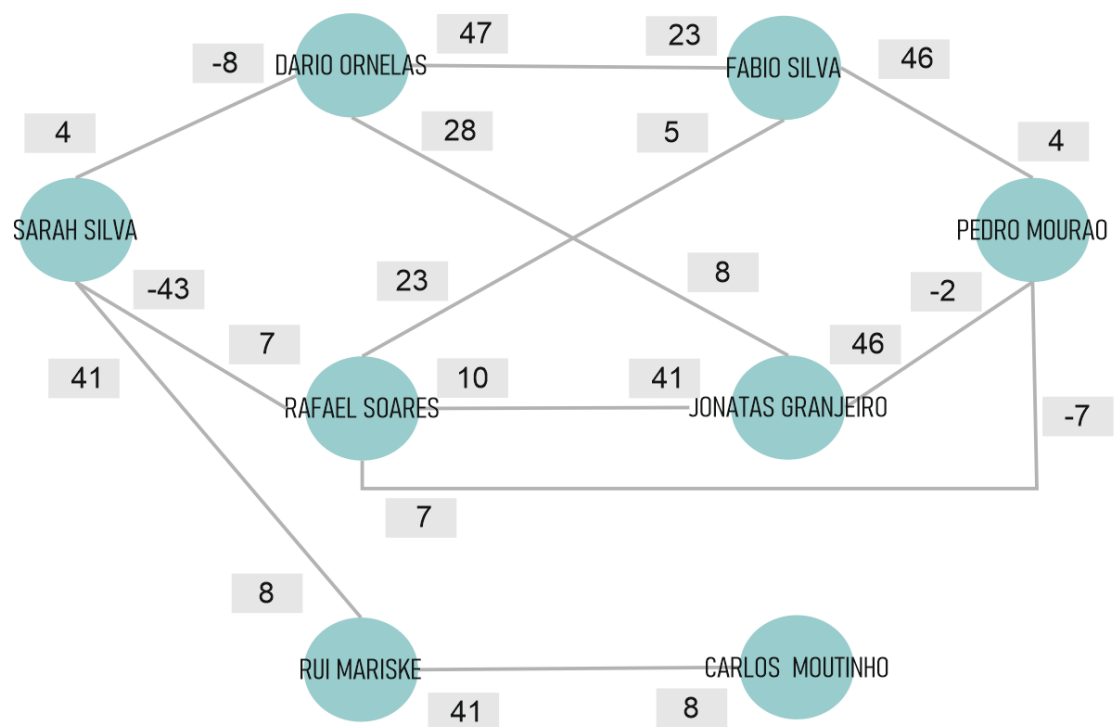 47
23
-8
DARIO ORNELAS
FABIO SILVA
46
4
28
5
4
SARAH SILVA
PEDRO MOURAO
-43
23
8
-2
7
46
41
10
41
RAFAEL SOARES
JONATAS GRANJEIRO
-7
7
8
RUI MARISKE
CARLOS MOUTINHO
41
8